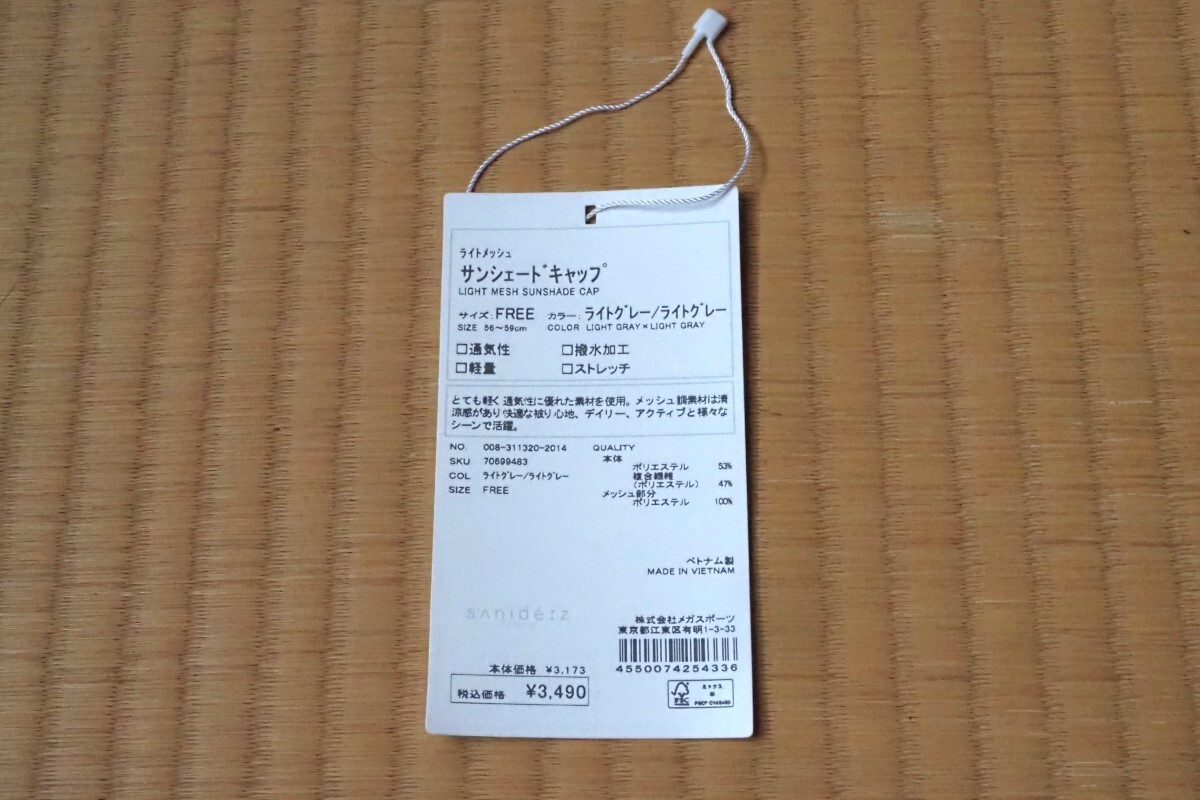 ライトメッシュ
サンシェードキャップ
LIGHT MESH SUNSHADE CAP
サイズ:FREE カラー:ライトグレー/ライトグレー
SIZE 56～59cm COLOR LIGHT GRAY×LIGHT GRAY
□通気性 □撥水加工
□軽量 □ストレッチ
とても軽く通気性に優れた素材を使用。メッシュ調素材は清
涼感があり快適な被り心地、デイリー、アクティブと様々な
シーンで活躍。
NO. 008-311320-2014
SKU 70699483
COL ライトグレー/ライトグレー
SIZE FREE
QUALITY
本体
ポリエステル 53%
複合繊維
(ポリエステル) 47%
メッシュ部分
ポリエステル 100%
ベトナム製
MADE IN VIETNAM
saniderz
株式会社メガスポーツ
東京都江東区有明1-3-33
4550074254336
本体価格 ¥3,173
税込価格 ¥3,490
FSC
ミックス